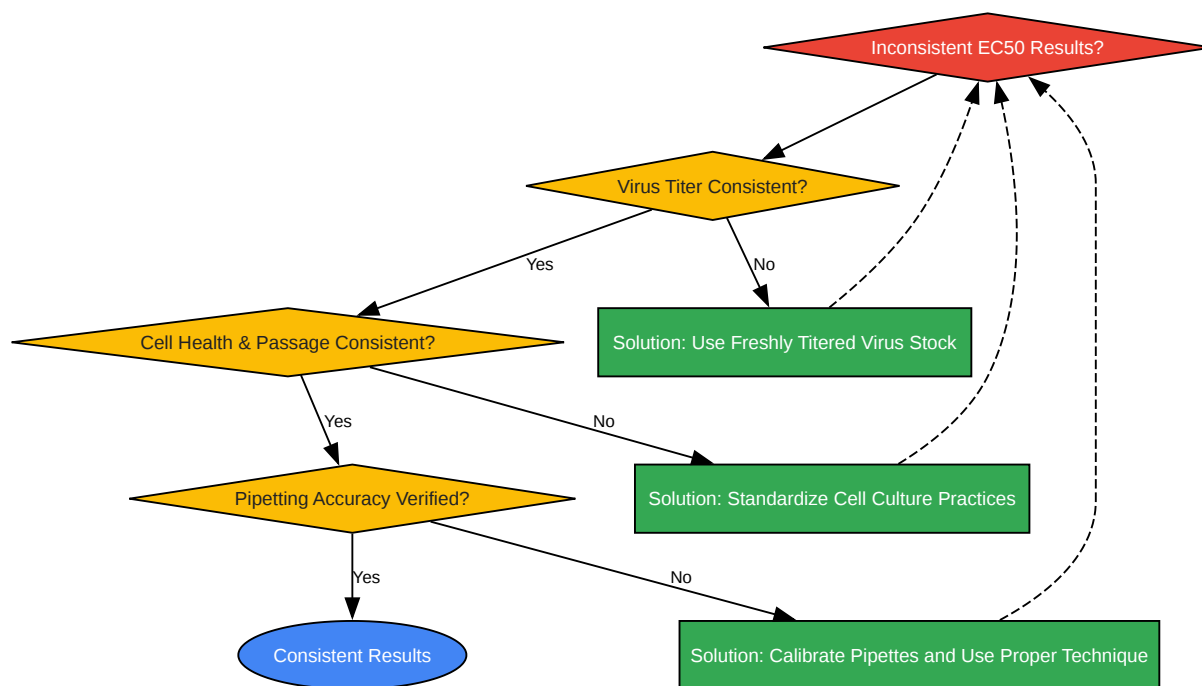 Inconsistent EC50 Results?
Virus Titer Consistent?
Yes
No
Cell Health & Passage Consistent?
Solution: Use Freshly Titered Virus Stock
Yes
No
Pipetting Accuracy Verified?
Solution: Standardize Cell Culture Practices
Yes
No
Consistent Results
Solution: Calibrate Pipettes and Use Proper Technique